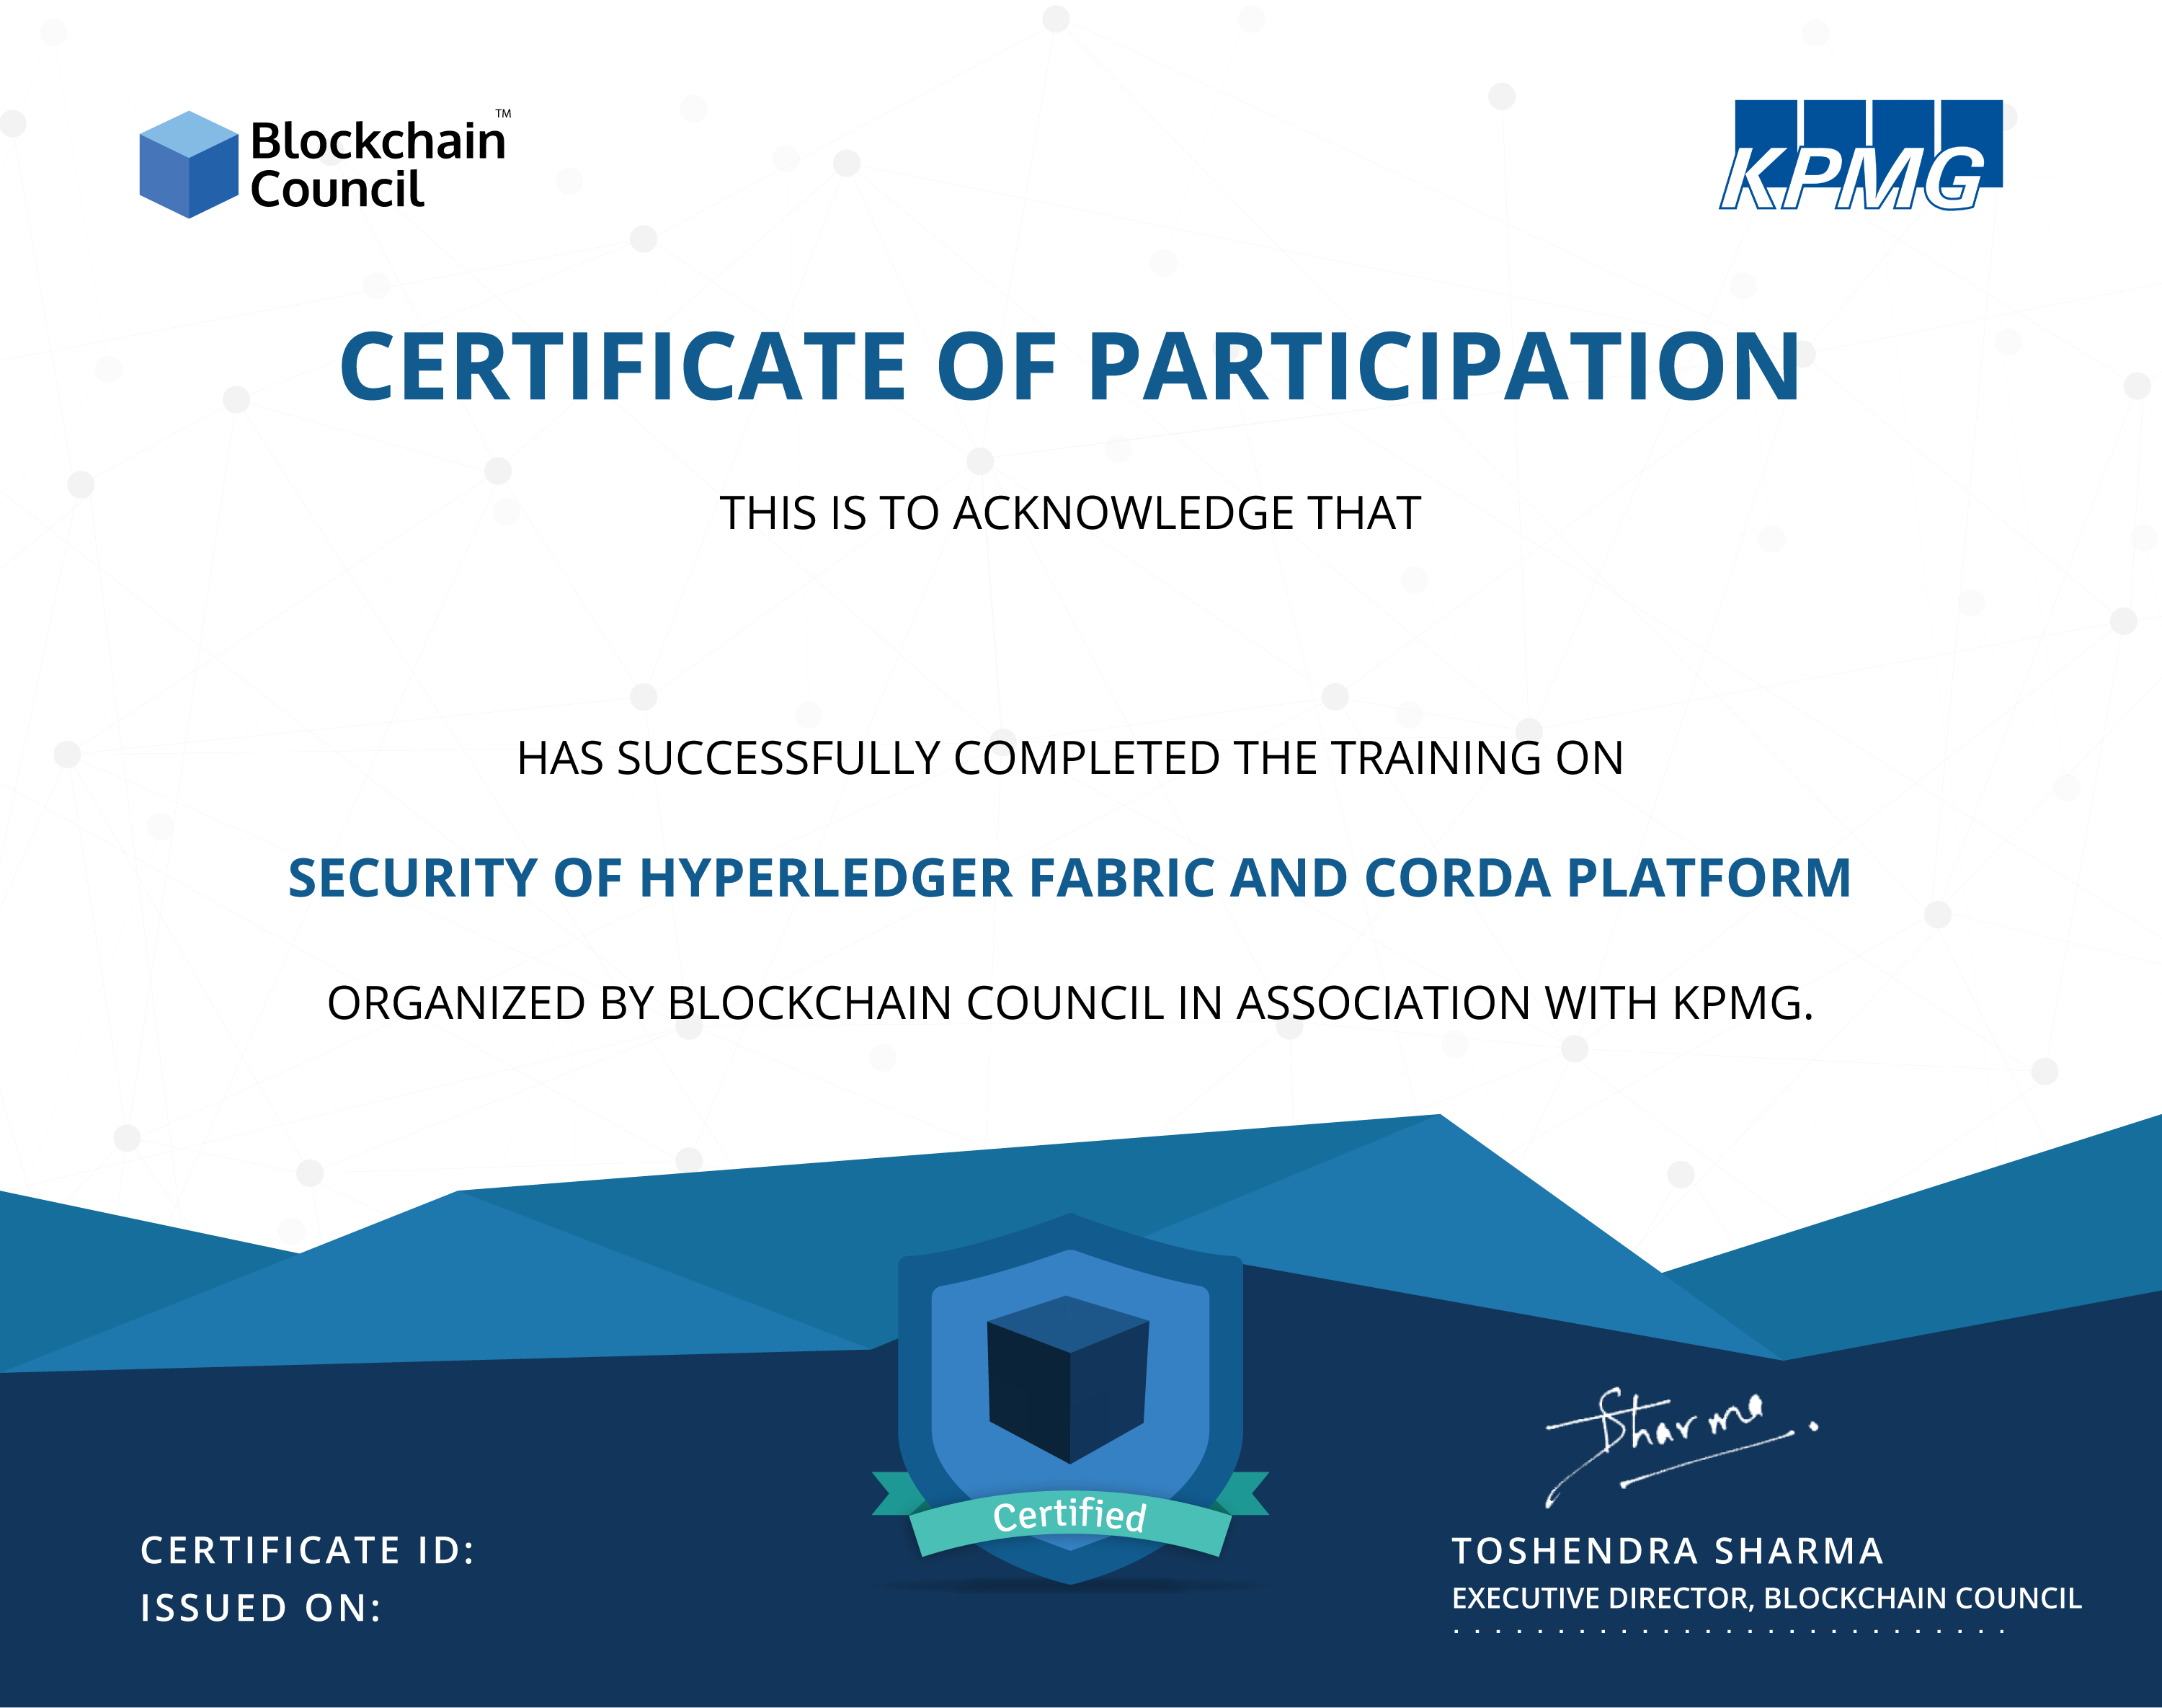 Blockchain™
Council
KPMG
CERTIFICATE OF PARTICIPATION
THIS IS TO ACKNOWLEDGE THAT
HAS SUCCESSFULLY COMPLETED THE TRAINING ON
SECURITY OF HYPERLEDGER FABRIC AND CORDA PLATFORM
ORGANIZED BY BLOCKCHAIN COUNCIL IN ASSOCIATION WITH KPMG.
Certified
Sharma
CERTIFICATE ID:
ISSUED ON:
TOSHENDRA SHARMA
EXECUTIVE DIRECTOR, BLOCKCHAIN COUNCIL